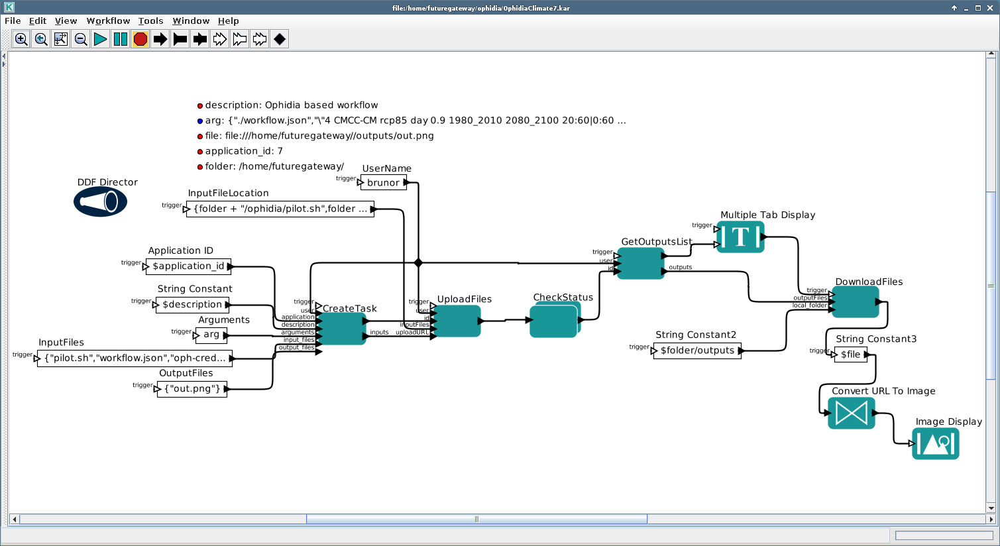 file:/home/futuregateway/ophidia/OphidiaClimate7.kar
File Edit View Workflow Tools Window Help
description: Ophidia based workflow
arg: {"./workflow.json","\"4 CMCC-CM rcp85 day 0.9 1980_2010 2080_2100 20:60|0:60 ...
file: file:///home/futuregateway//outputs/out.png
application_id: 7
folder: /home/futuregateway/
UserName
trigger
brunor
DDF Director
InputFileLocation
trigger
{folder + "/ophidia/pilot.sh",folder ...
Application ID
trigger
$application_id
String Constant
trigger
$description
Arguments
trigger
arg
InputFiles
trigger
{"pilot.sh","workflow.json","oph-cred...
OutputFiles
trigger
{"out.png"}
CreateTask
trigger
user
application
description
arguments
input_files
output_files
inputs
UploadFiles
trigger
user
id
inputFiles
uploadURL
CheckStatus
GetOutputsList
trigger
user
id
outputs
Multiple Tab Display
trigger
T
String Constant2
trigger
$folder/outputs
DownloadFiles
trigger
outputFiles
local_folder
String Constant3
trigger
$file
Convert URL To Image
Image Display